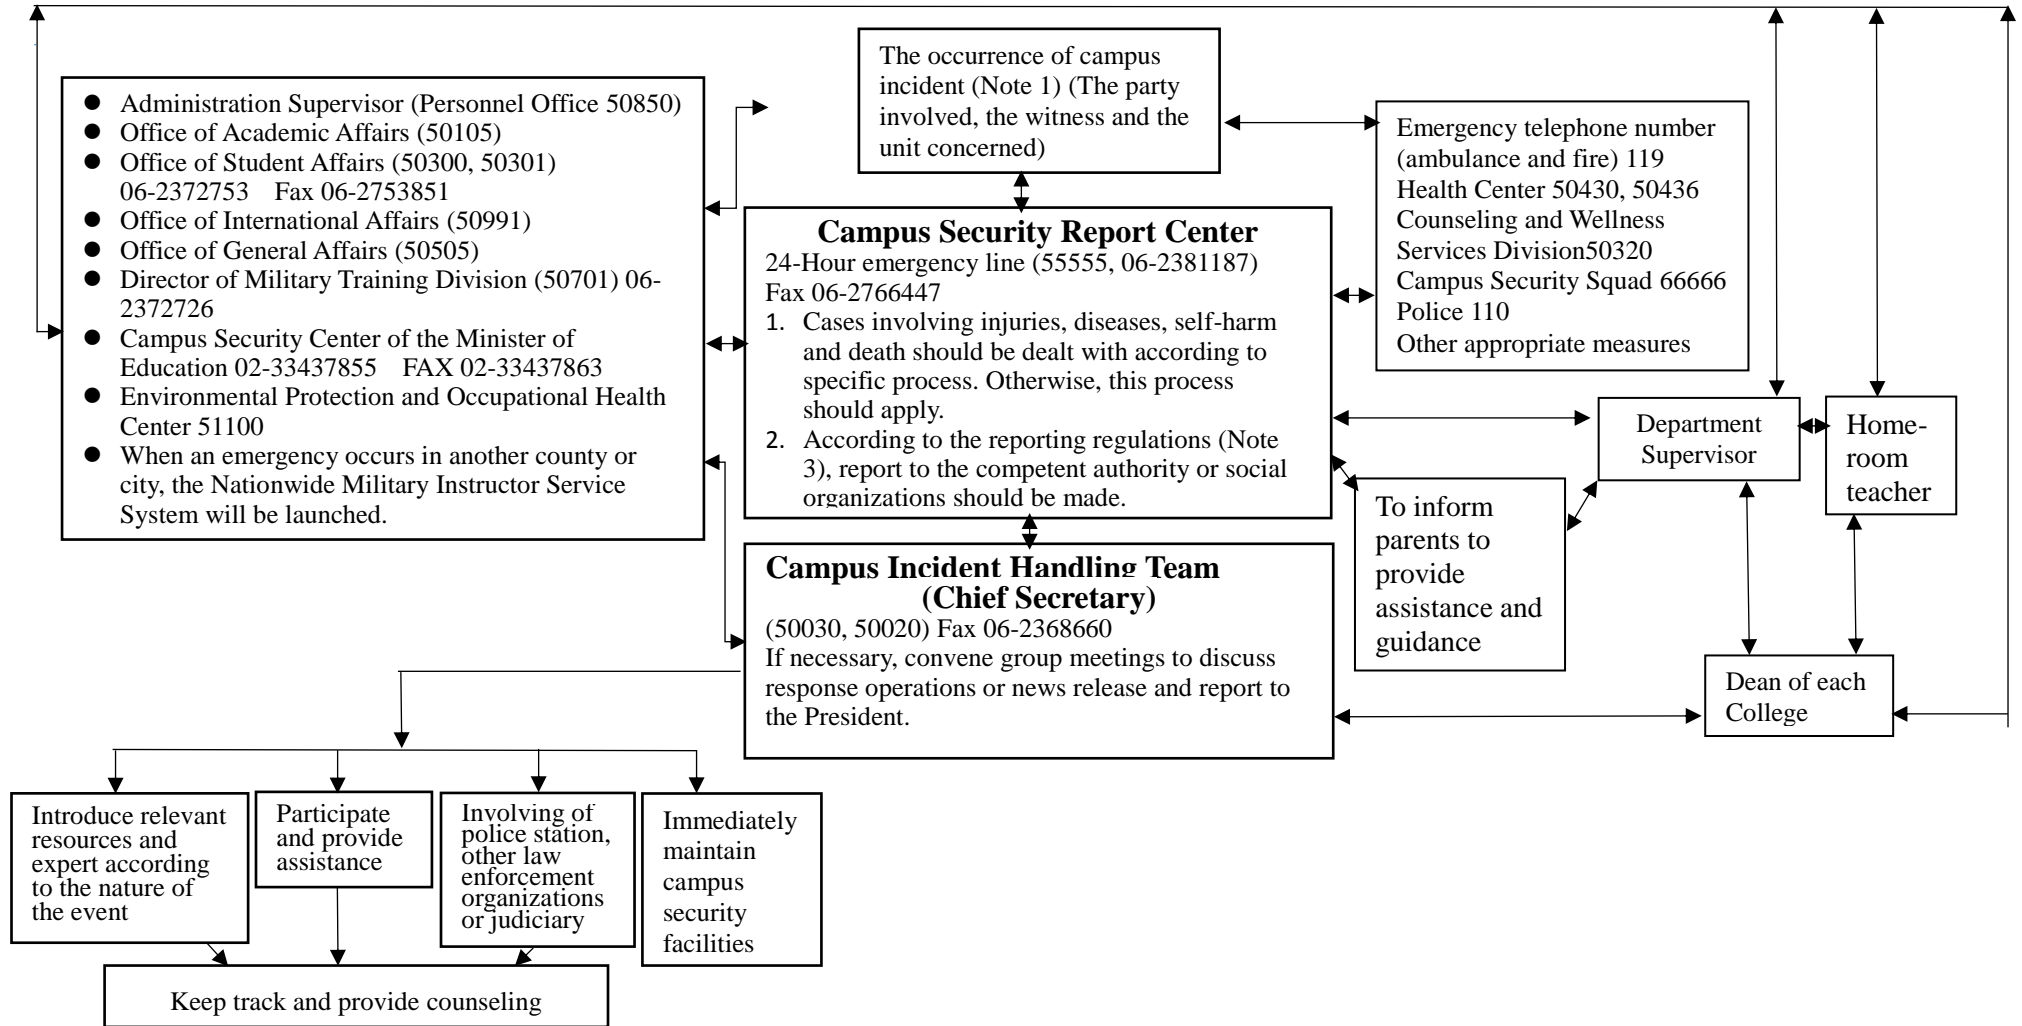 The occurrence of campus
incident (Note 1) (The party
involved, the witness and the
unit concerned)
● Administration Supervisor (Personnel Office 50850)
● Office of Academic Affairs (50105)
● Office of Student Affairs (50300, 50301)
06-2372753 Fax 06-2753851
● Office of International Affairs (50991)
● Office of General Affairs (50505)
● Director of Military Training Division (50701) 06-
2372726
● Campus Security Center of the Minister of
Education 02-33437855 FAX 02-33437863
● Environmental Protection and Occupational Health
Center 51100
● When an emergency occurs in another county or
city, the Nationwide Military Instructor Service
System will be launched.
Emergency telephone number
(ambulance and fire) 119
Health Center 50430, 50436
Counseling and Wellness
Services Division50320
Campus Security Squad 66666
Police 110
Other appropriate measures
Campus Security Report Center
24-Hour emergency line (55555, 06-2381187)
Fax 06-2766447
1. Cases involving injuries, diseases, self-harm
and death should be dealt with according to
specific process. Otherwise, this process
should apply.
2. According to the reporting regulations (Note
3), report to the competent authority or social
organizations should be made.
Department
Supervisor
Home-
room
teacher
To inform
parents to
provide
assistance and
guidance
Campus Incident Handling Team
(Chief Secretary)
(50030, 50020) Fax 06-2368660
If necessary, convene group meetings to discuss
response operations or news release and report to
the President.
Dean of each
College
Introduce relevant
resources and
expert according
to the nature of
the event
Participate
and provide
assistance
Involving of
police station,
other law
enforcement
organizations
or judiciary
Immediately
maintain
campus
security
facilities
Keep track and provide counseling